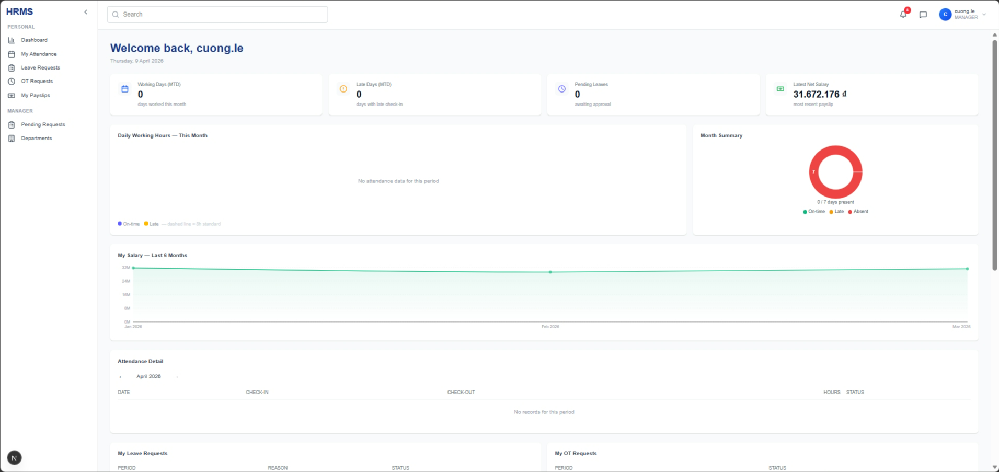 HRMS
PERSONAL
Dashboard
My Attendance
Leave Requests
OT Requests
My Payslips
MANAGER
Pending Requests
Departments
N
Search
8
C
cuong.le
MANAGER
Welcome back, cuong.le
Thursday, 9 April 2026
Working Days (MTD)
0
days worked this month
Late Days (MTD)
0
days with late check-in
Pending Leaves
0
awaiting approval
Latest Net Salary
31.672.176 ₫
most recent payslip
Daily Working Hours — This Month
No attendance data for this period
On-time Late — dashed line = 8h standard
Month Summary
7
0 / 7 days present
On-time Late Absent
My Salary — Last 6 Months
32M
24M
16M
8M
0M
Jan 2026 Feb 2026 Mar 2026
Attendance Detail
‹ April 2026 ›
DATE CHECK-IN CHECK-OUT HOURS STATUS
No records for this period
My Leave Requests
PERIOD REASON STATUS
My OT Requests
PERIOD STATUS